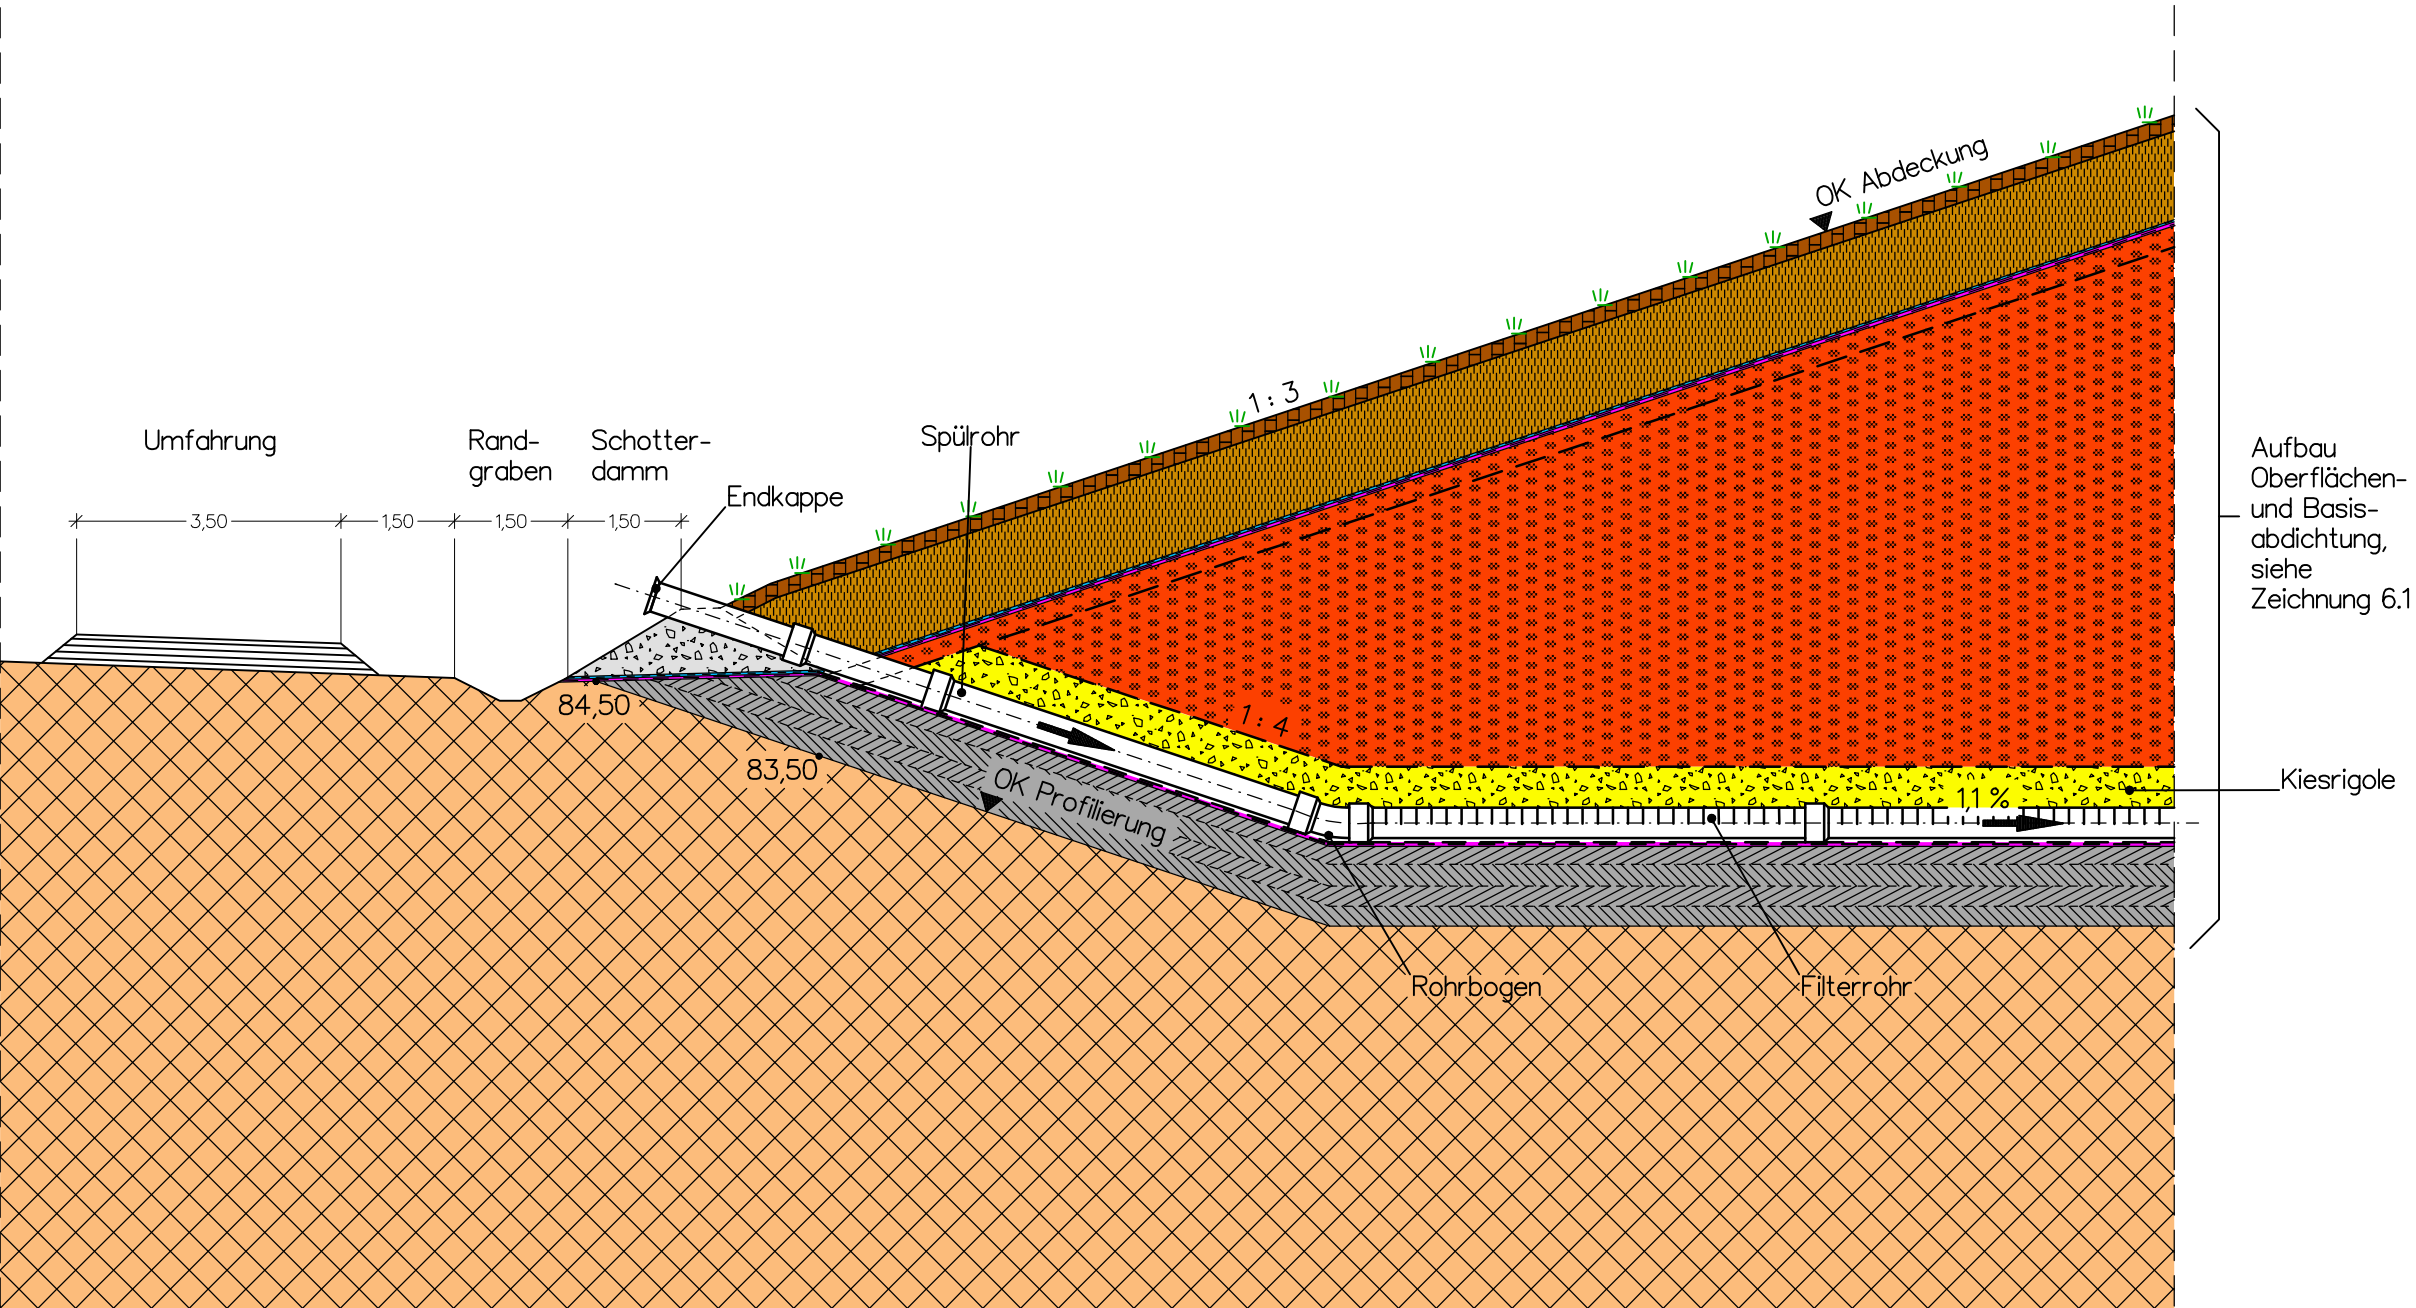 OK Abdeckung
1:3
Umfahrung
Rand-
graben
Schotter-
damm
Spülrohr
Endkappe
3,50
1,50
1,50
1,50
Aufbau
Oberflächen-
und Basis-
abdichtung,
siehe
Zeichnung 6.1
84,50
83,50
1:4
OK Profilierung
1,1 %
Kiesrigole
Rohrbogen
Filterrohr